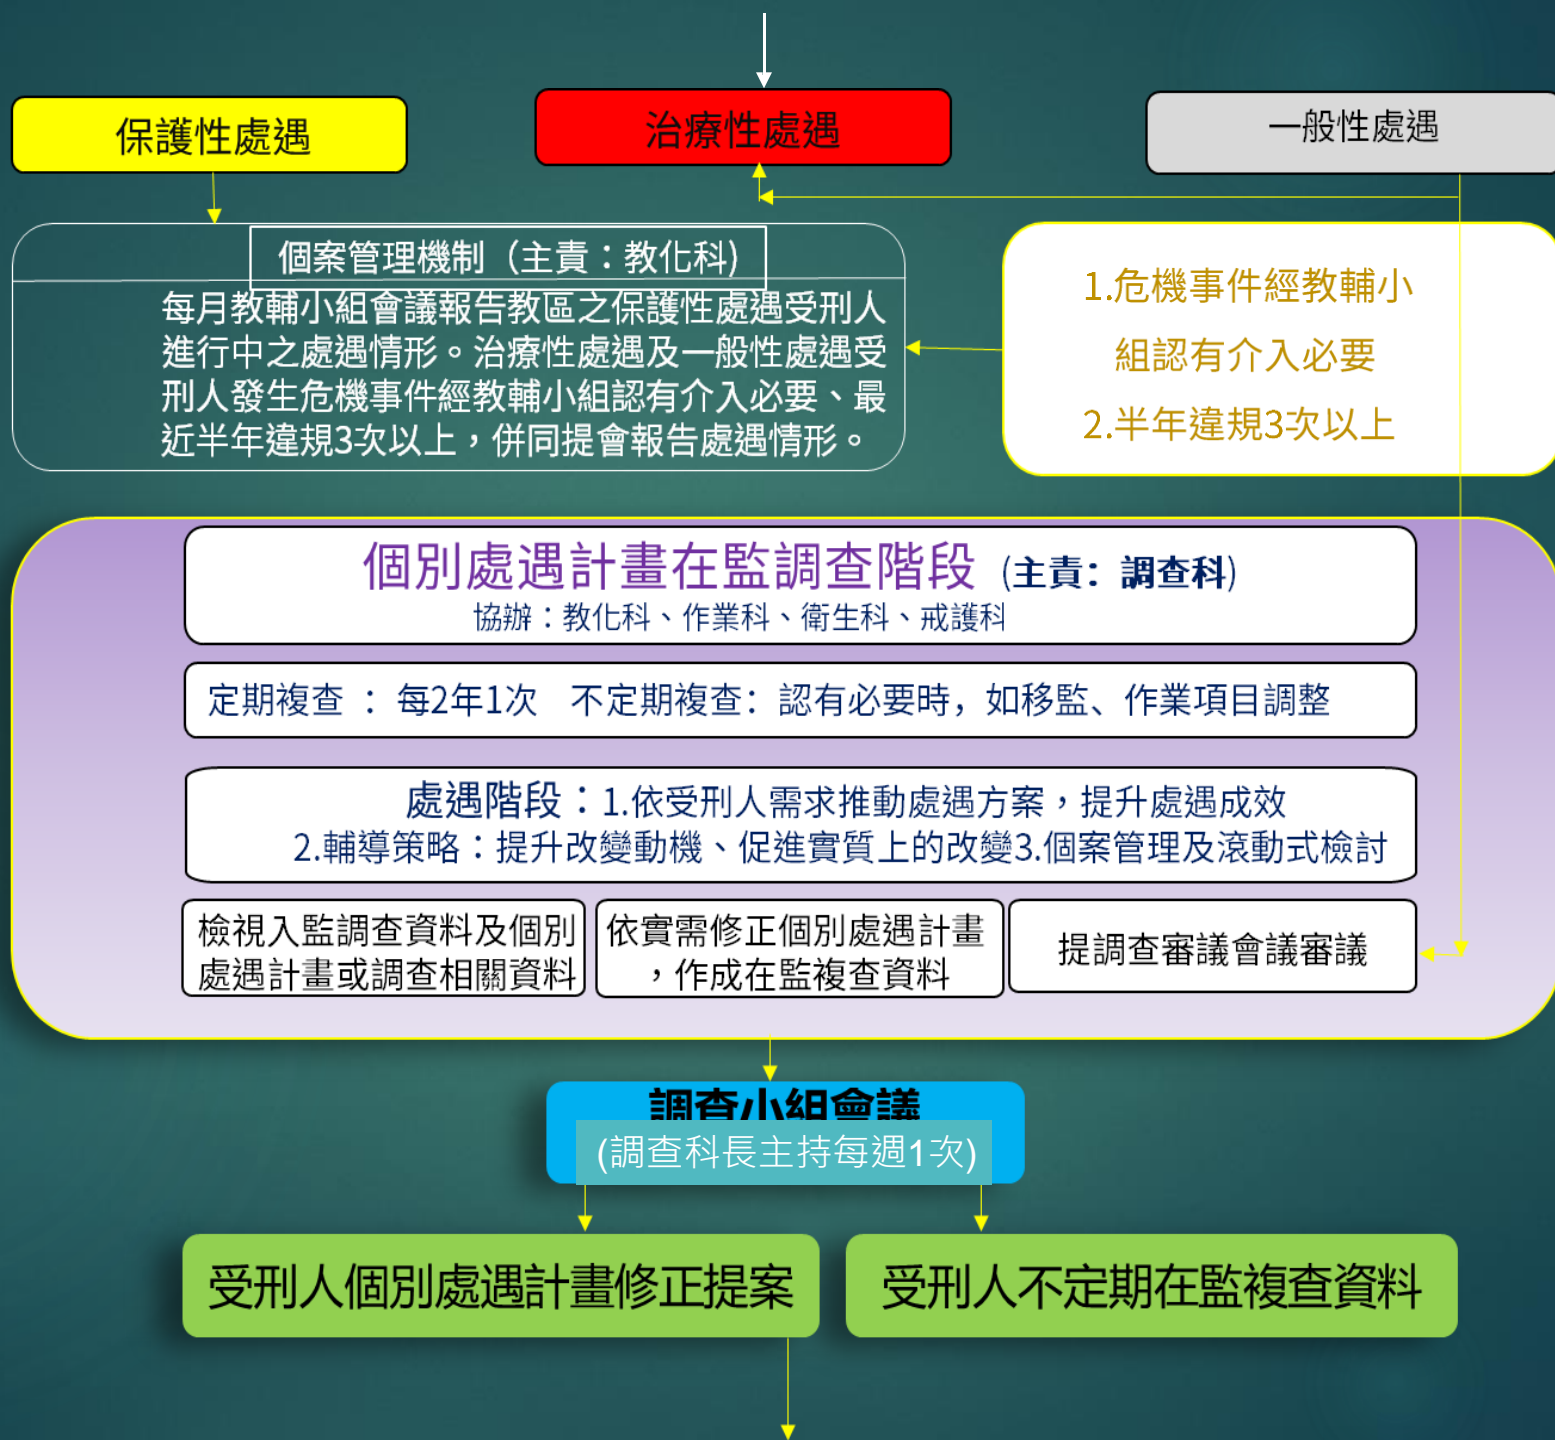 保護性處遇
治療性處遇
一般性處遇
個案管理機制（主責：教化科)
每月教輔小組會議報告教區之保護性處遇受刑人
進行中之處遇情形。治療性處遇及一般性處遇受
刑人發生危機事件經教輔小組認有介入必要、最
近半年違規3次以上，併同提會報告處遇情形。
1.危機事件經教輔小
組認有介入必要
2.半年違規3次以上
個別處遇計畫在監調查階段 (主責：調查科)
協辦：教化科、作業科、衛生科、戒護科
定期複查 ： 每2年1次 不定期複查：認有必要時，如移監、作業項目調整
處遇階段：1.依受刑人需求推動處遇方案，提升處遇成效
2.輔導策略：提升改變動機、促進實質上的改變3.個案管理及滾動式檢討
檢視入監調查資料及個別
處遇計畫或調查相關資料
依實需修正個別處遇計畫
，作成在監複查資料
提調查審議會議審議
調查小組會議
(調查科長主持每週1次)
受刑人個別處遇計畫修正提案
受刑人不定期在監複查資料